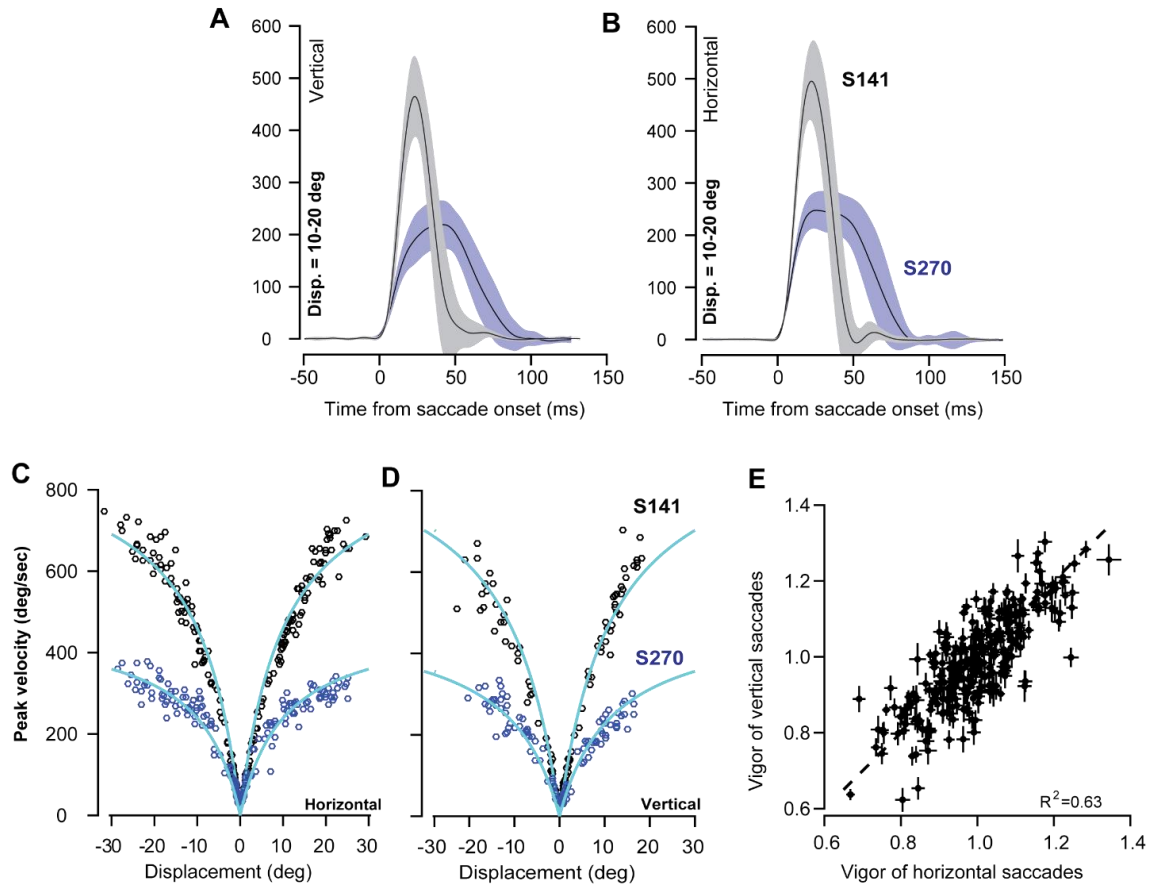 A
600
500
400
300
200
100
0
Vertical
Disp. = 10-20 deg
-50 0 50 100 150
Time from saccade onset (ms)
B
600
500
400
300
200
100
0
Horizontal
Disp. = 10-20 deg
S141
S270
-50 0 50 100 150
Time from saccade onset (ms)
C
800
600
400
200
0
Peak velocity (deg/sec)
Horizontal
-30 -20 -10 0 10 20 30
Displacement (deg)
D
S141
S270
Vertical
-30 -20 -10 0 10 20 30
Displacement (deg)
E
1.4
1.2
1.0
0.8
0.6
Vigor of vertical saccades
R²=0.63
0.6 0.8 1.0 1.2 1.4
Vigor of horizontal saccades